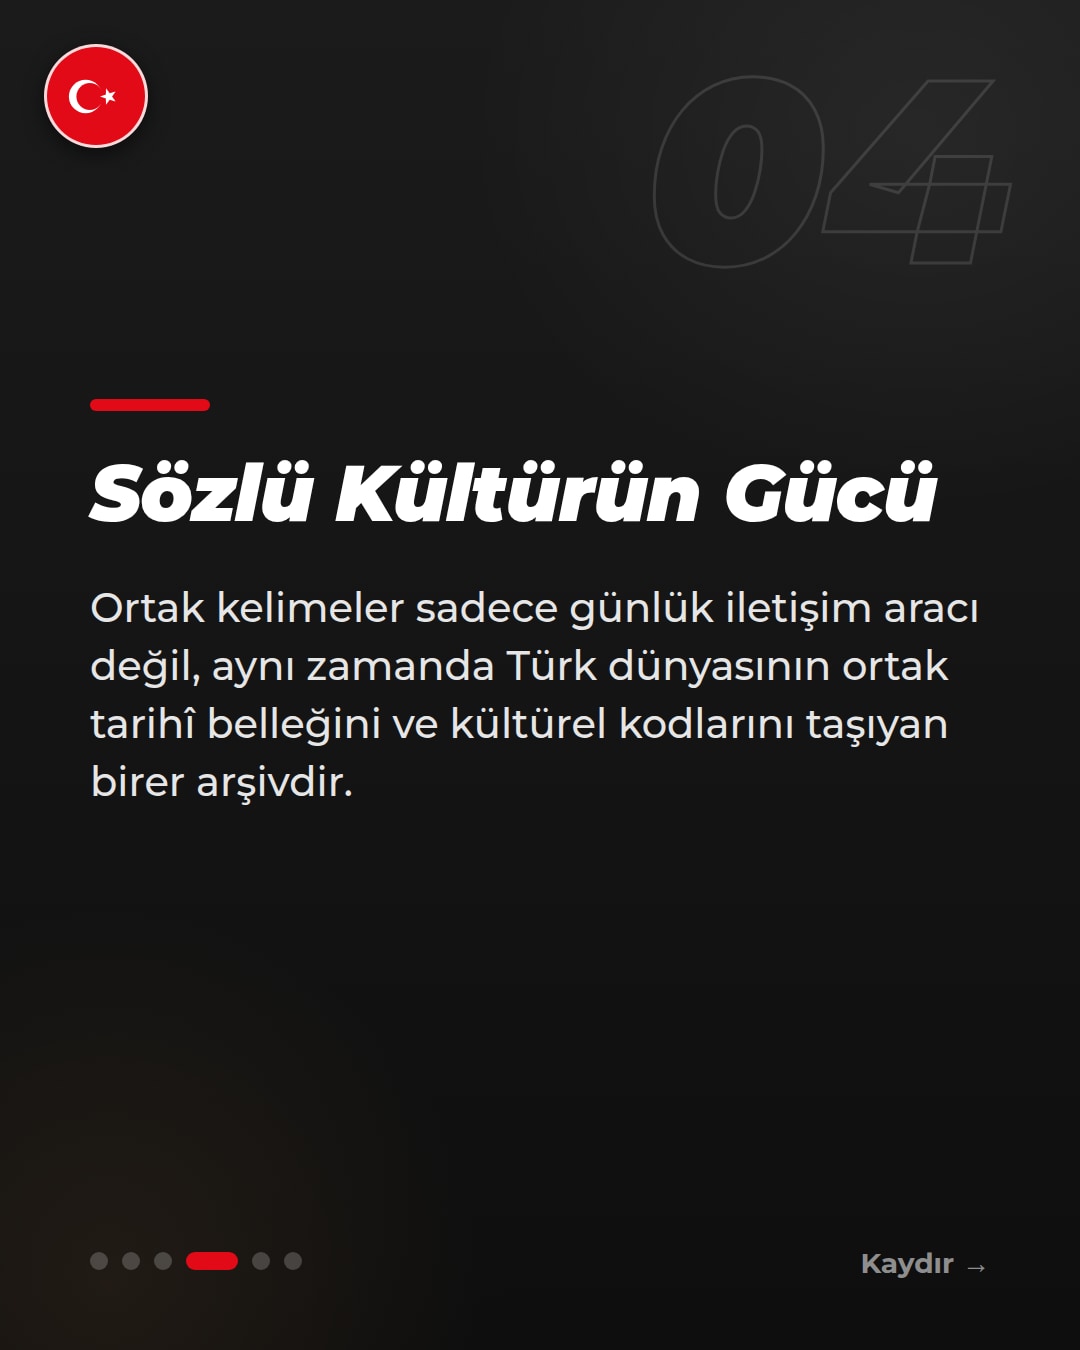 04
Sözlü Kültürün Gücü
Ortak kelimeler sadece günlük iletişim aracı
değil, aynı zamanda Türk dünyasının ortak
tarihî belleğini ve kültürel kodlarını taşıyan
birer arşivdir.
Kaydır →